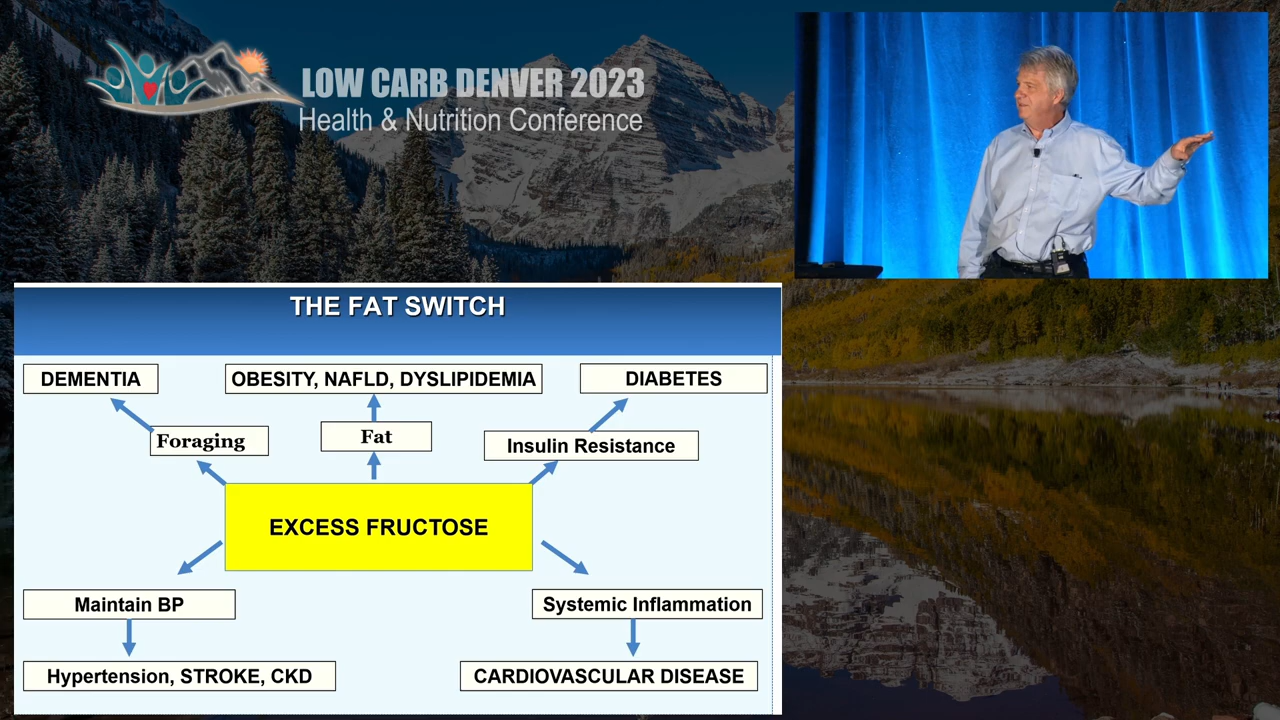 LOW CARB DENVER 2023
Health & Nutrition Conference
THE FAT SWITCH
DEMENTIA
OBESITY, NAFLD, DYSLIPIDEMIA
DIABETES
Foraging
Fat
Insulin Resistance
EXCESS FRUCTOSE
Maintain BP
Systemic Inflammation
Hypertension, STROKE, CKD
CARDIOVASCULAR DISEASE